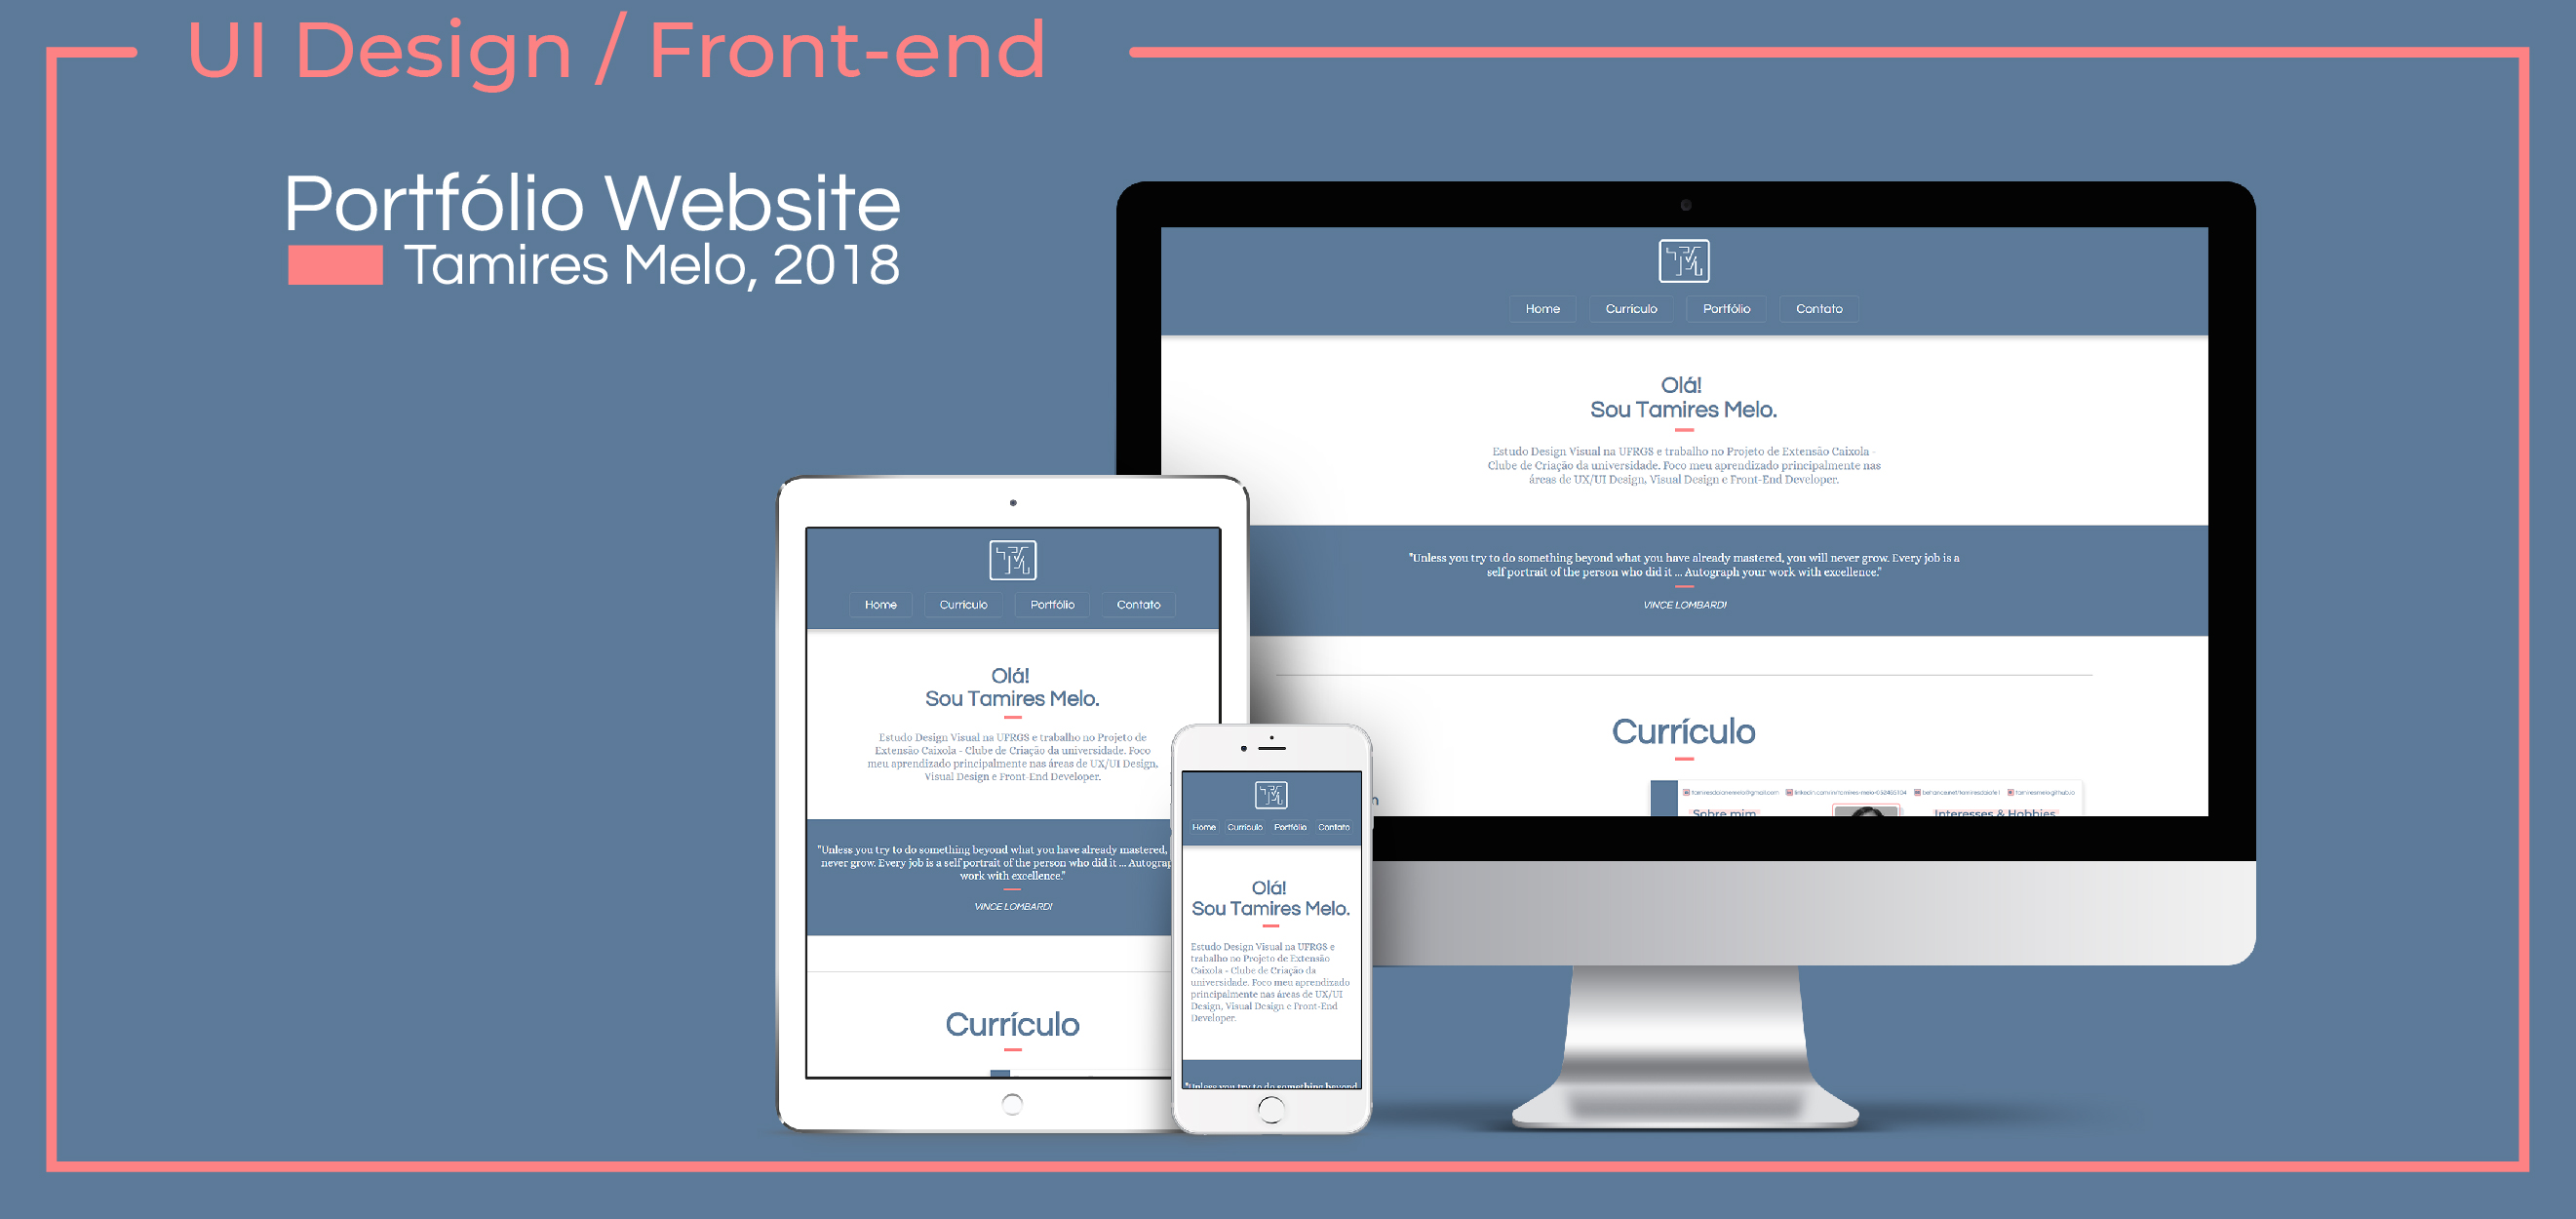 UI Design / Front-end
Portfólio Website
Tamires Melo, 2018
TM
Home Currículo Portfólio Contato
Olá!
Sou Tamires Melo.
Estudo Design Visual na UFRGS e trabalho no Projeto de Extensão Caixola -
Clube de Criação da universidade. Foco meu aprendizado principalmente nas
áreas de UX/UI Design, Visual Design e Front-End Developer.
"Unless you try to do something beyond what you have already mastered, you will never grow. Every job is a
self portrait of the person who did it ... Autograph your work with excellence."
VINCE LOMBARDI
Currículo
Sobre mim
Interesses & Hobbies
TM
Home Currículo Portfólio Contato
Olá!
Sou Tamires Melo.
Estudo Design Visual na UFRGS e trabalho no Projeto de
Extensão Caixola - Clube de Criação da universidade. Foco
meu aprendizado principalmente nas áreas de UX/UI Design,
Visual Design e Front-End Developer.
"Unless you try to do something beyond what you have already mastered,
never grow. Every job is a self portrait of the person who did it ... Autograp
work with excellence."
VINCE LOMBARDI
Currículo
TM
Home Currículo Portfólio Contato
Olá!
Sou Tamires Melo.
Estudo Design Visual na UFRGS e
trabalho no Projeto de Extensão
Caixola - Clube de Criação da
universidade. Foco meu aprendizado
principalmente nas áreas de UX/UI
Design, Visual Design e Front-End
Developer.
"Unless you try to do something beyond